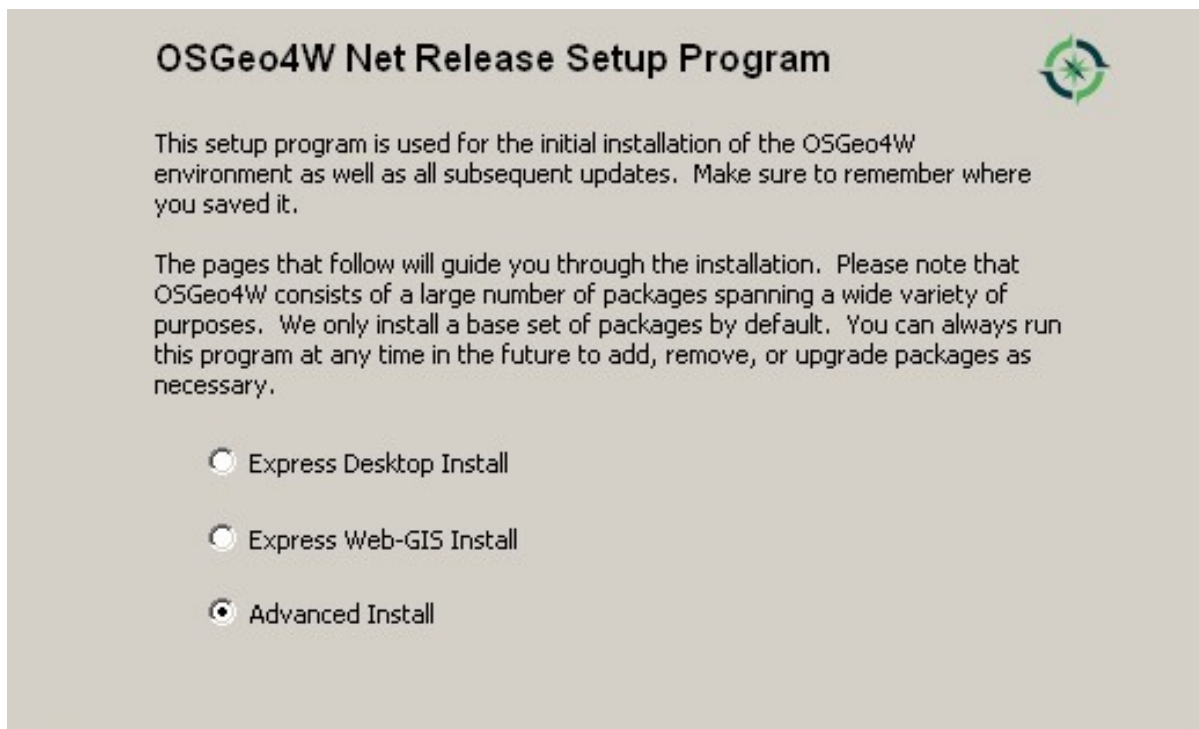 OSGeo4W Net Release Setup Program
This setup program is used for the initial installation of the OSGeo4W
environment as well as all subsequent updates.  Make sure to remember where
you saved it.
The pages that follow will guide you through the installation.  Please note that
OSGeo4W consists of a large number of packages spanning a wide variety of
purposes.  We only install a base set of packages by default.  You can always run
this program at any time in the future to add, remove, or upgrade packages as
necessary.
Express Desktop Install
Express Web-GIS Install
Advanced Install